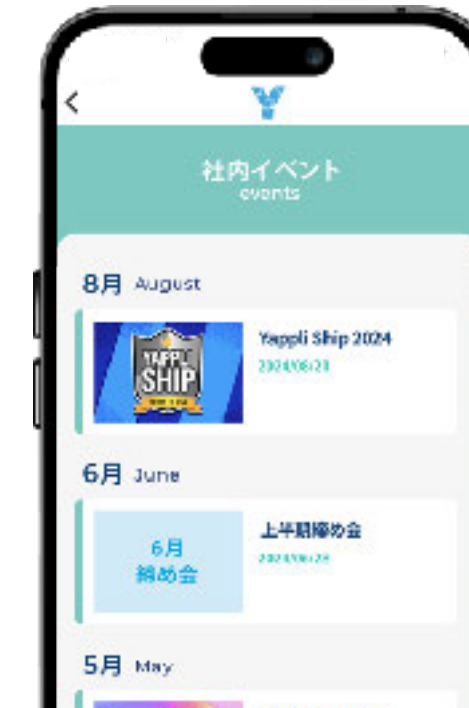 社内イベント
events
8月 August
YAPPLI
SHIP
Yappli Ship 2024
6月 June
6月
締め会
上半期締め会
5月 May